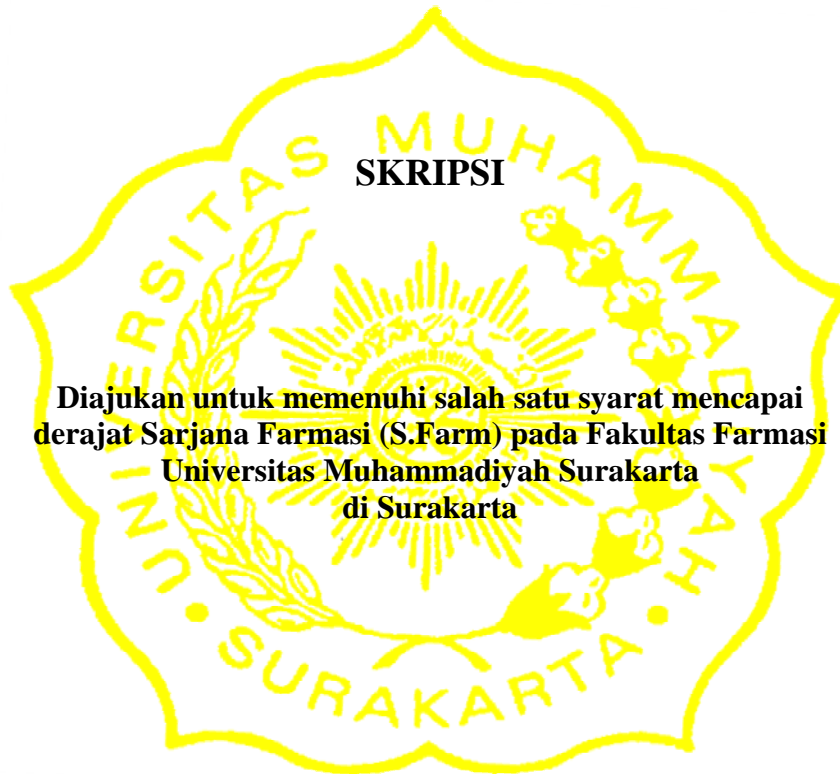 UNIVERSITAS MUHAMMADIYAH
SKRIPSI
Diajukan untuk memenuhi salah satu syarat mencapai
derajat Sarjana Farmasi (S.Farm) pada Fakultas Farmasi
Universitas Muhammadiyah Surakarta
di Surakarta
SURAKARTA